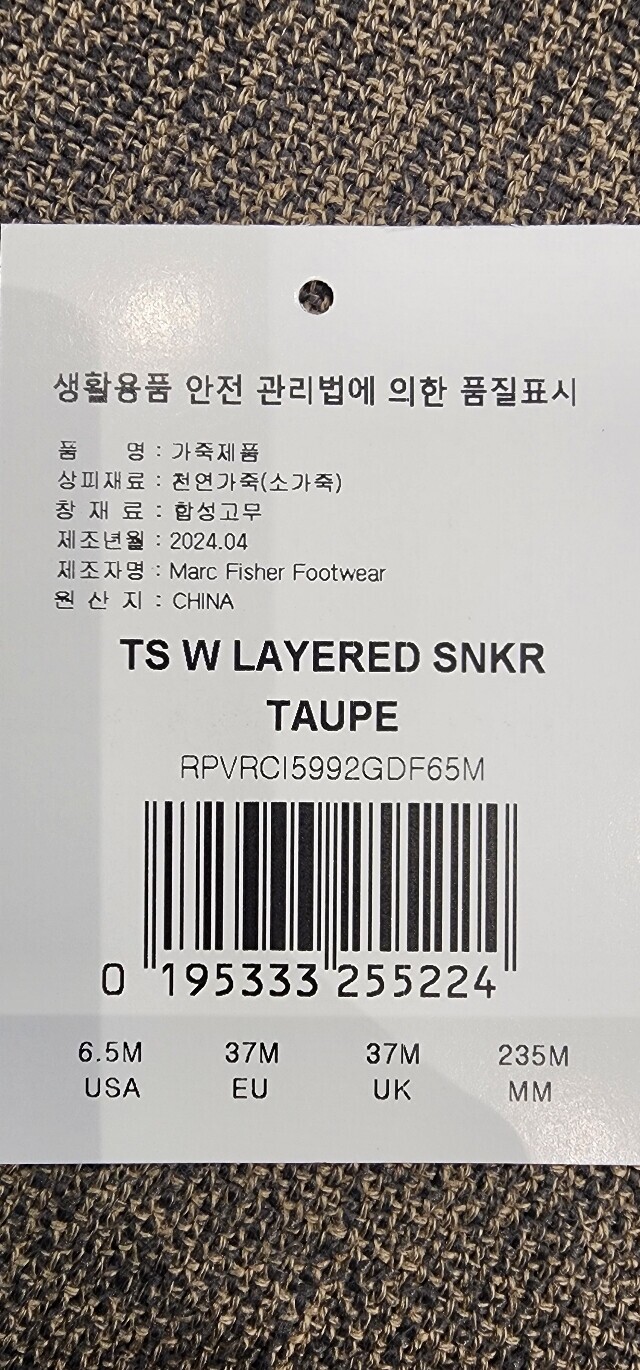 생활용품 안전 관리법에 의한 품질표시
품 명 : 가죽제품
상피재료 : 천연가죽(소가죽)
창 재 료 : 합성고무
제조년월 : 2024.04
제조자명 : Marc Fisher Footwear
원 산 지 : CHINA
TS W LAYERED SNKR
TAUPE
RPVRCI5992GDF65M
0 195333 255224
6.5M 37M 37M 235M
USA EU UK MM